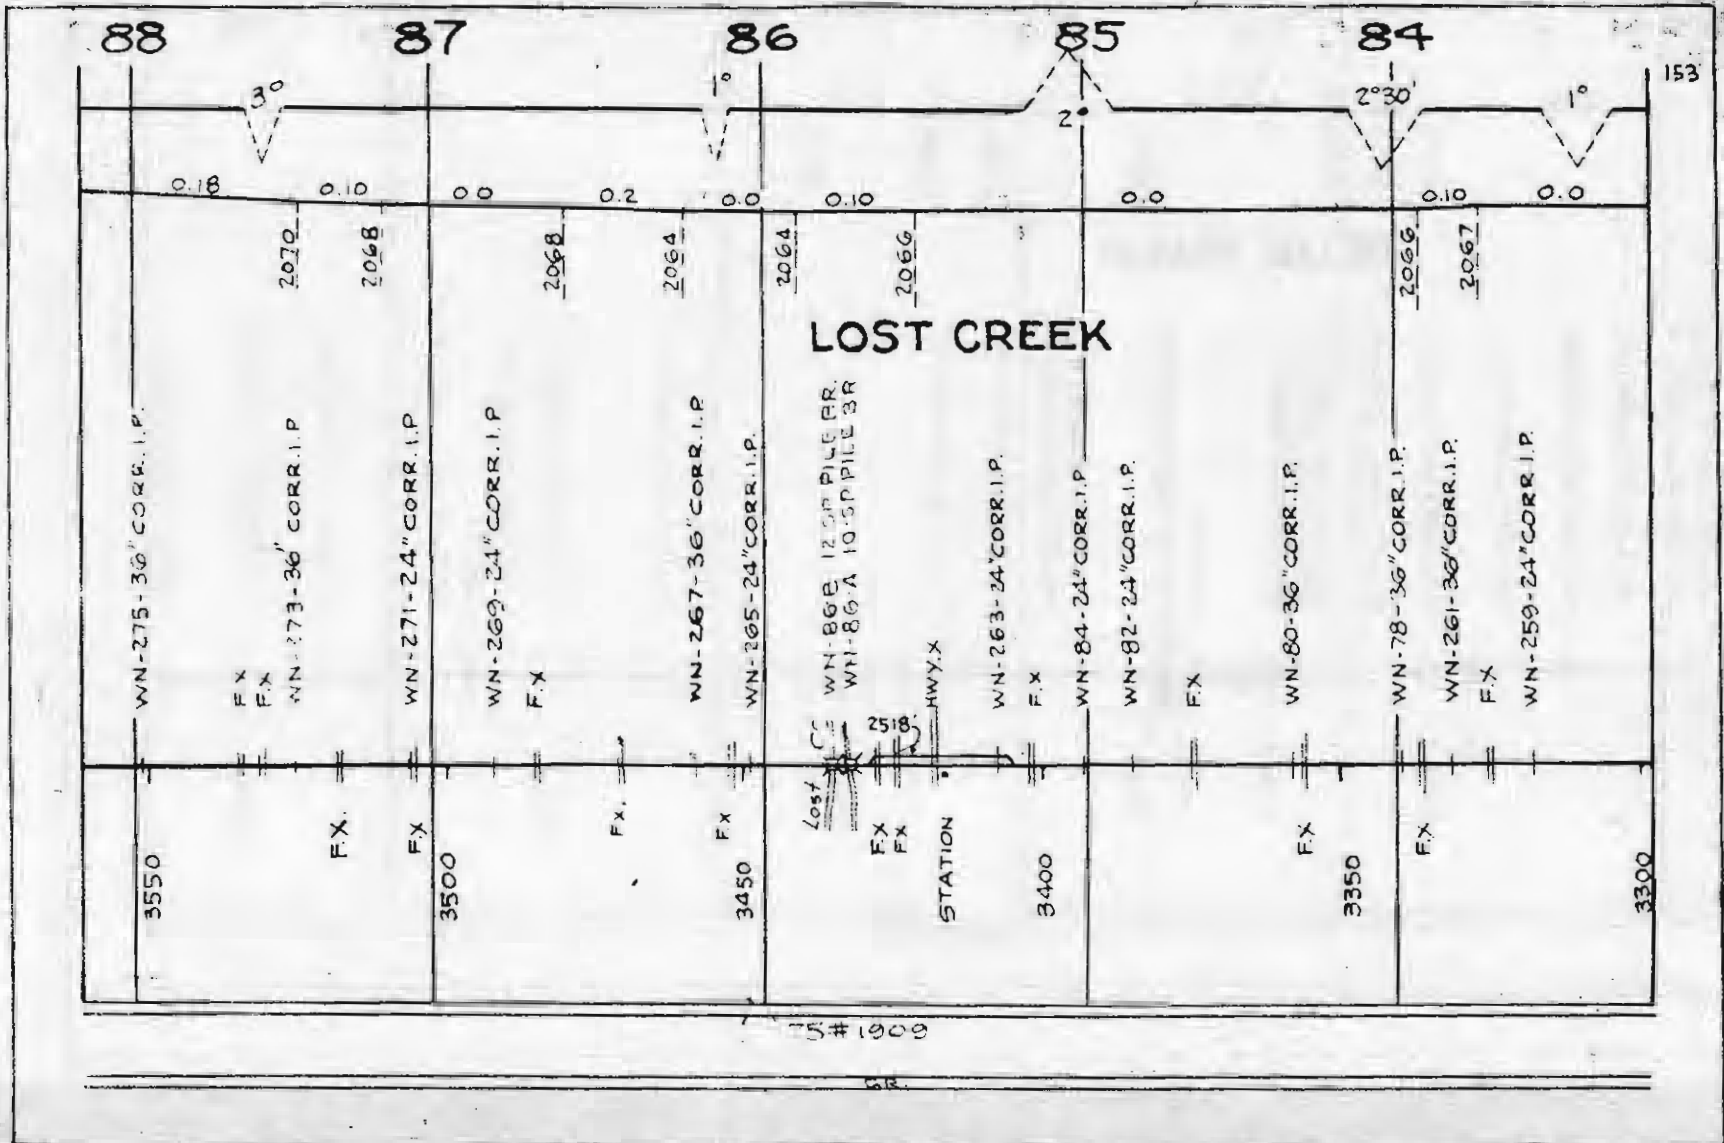 88 87 86 85 84
153
3° 1° 2° 2°30' 1°
0.18 0.10 0.0 0.2 0.0 0.10 0.0 0.10 0.0
2070 2068 2068 2064 2064 2066 2066 2067
LOST CREEK
WN-275-36" CORR.I.P.
F.X
F.X
WN-273-36" CORR.I.P
WN-271-24" CORR.I.P
WN-269-24" CORR.I.P
F.X
WN-267-36" CORR.I.P
WN-265-24" CORR.I.P.
WN-86B 12 SP PILE BR.
WN-86A 10 SP PILE BR
HWY.X
WN-263-24" CORR.I.P.
F.X
WN-84-24" CORR.I.P
WN-82-24" CORR.I.P.
F.X
WN-80-36" CORR.I.P.
WN-78-36" CORR.I.P.
WN-261-36" CORR.I.P.
F.X
WN-259-24" CORR.I.P.
2518'
Lost
F.X.
F.X
F.X.
F.X
F.X
F.X
STATION
F.X
F.X
3550 3500 3450 3400 3350 3300
75# 1909